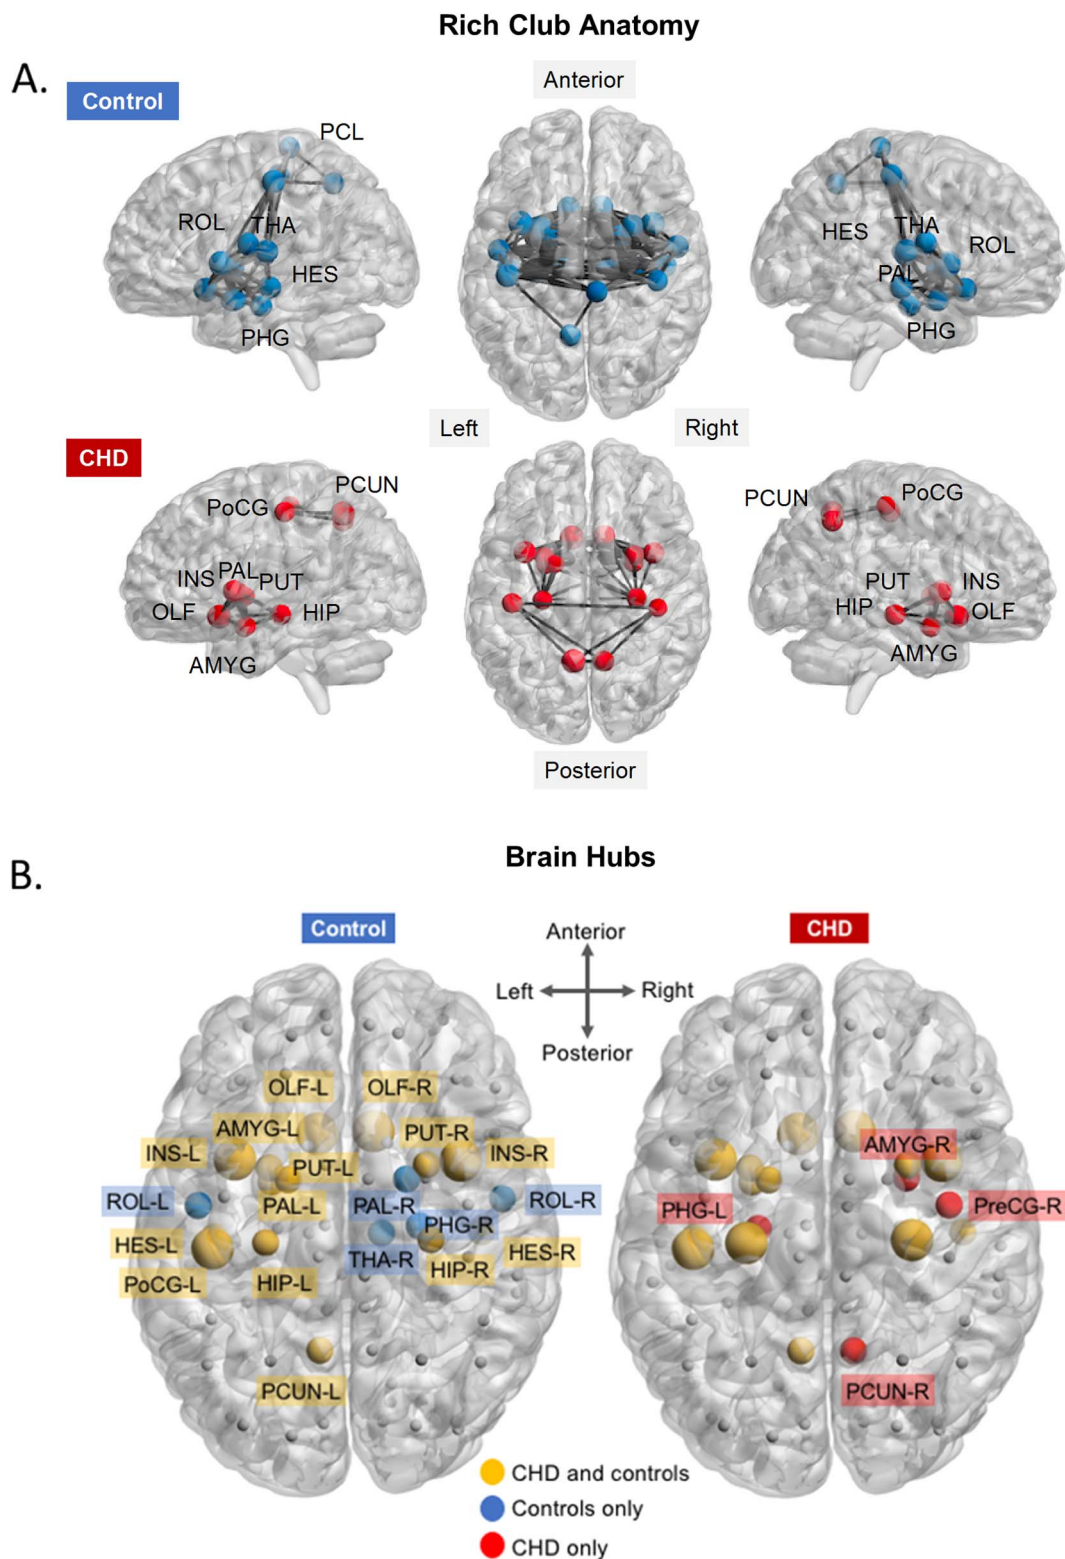 Rich Club Anatomy
A.
Control
Anterior
PCL
ROL
THA
HES
PHG
HES
THA
ROL
PAL
PHG
Left
Right
CHD
PoCG
PCUN
INS
PAL
PUT
OLF
HIP
AMYG
PCUN
PoCG
PUT
INS
HIP
OLF
AMYG
Posterior
Brain Hubs
B.
Control
CHD
Anterior
Left
Right
Posterior
OLF-L
OLF-R
AMYG-L
PUT-R
INS-L
PUT-L
INS-R
ROL-L
PAL-L
PAL-R
ROL-R
PHG-R
HES-L
THA-R
HIP-R
HES-R
PoCG-L
HIP-L
PCUN-L
AMYG-R
PHG-L
PreCG-R
PCUN-R
CHD and controls
Controls only
CHD only